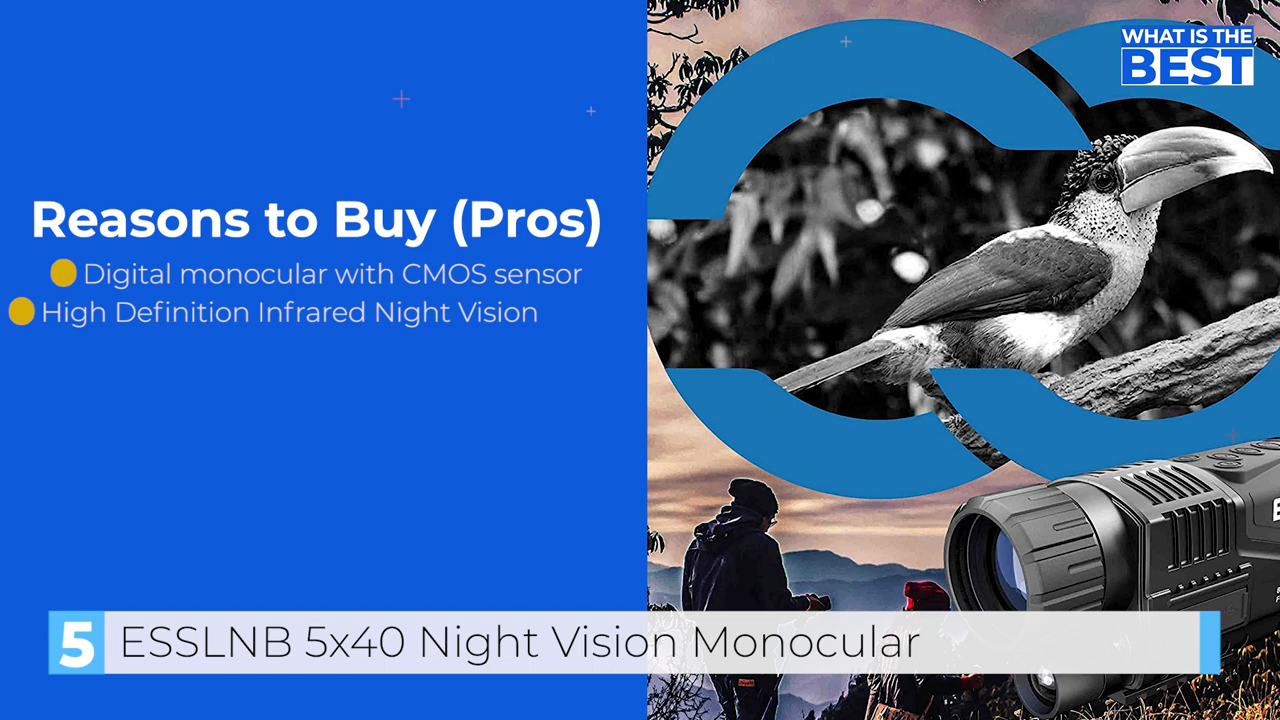 WHAT IS THE
BEST
Reasons to Buy (Pros)
Digital monocular with CMOS sensor
High Definition Infrared Night Vision
5 ESSLNB 5x40 Night Vision Monocular